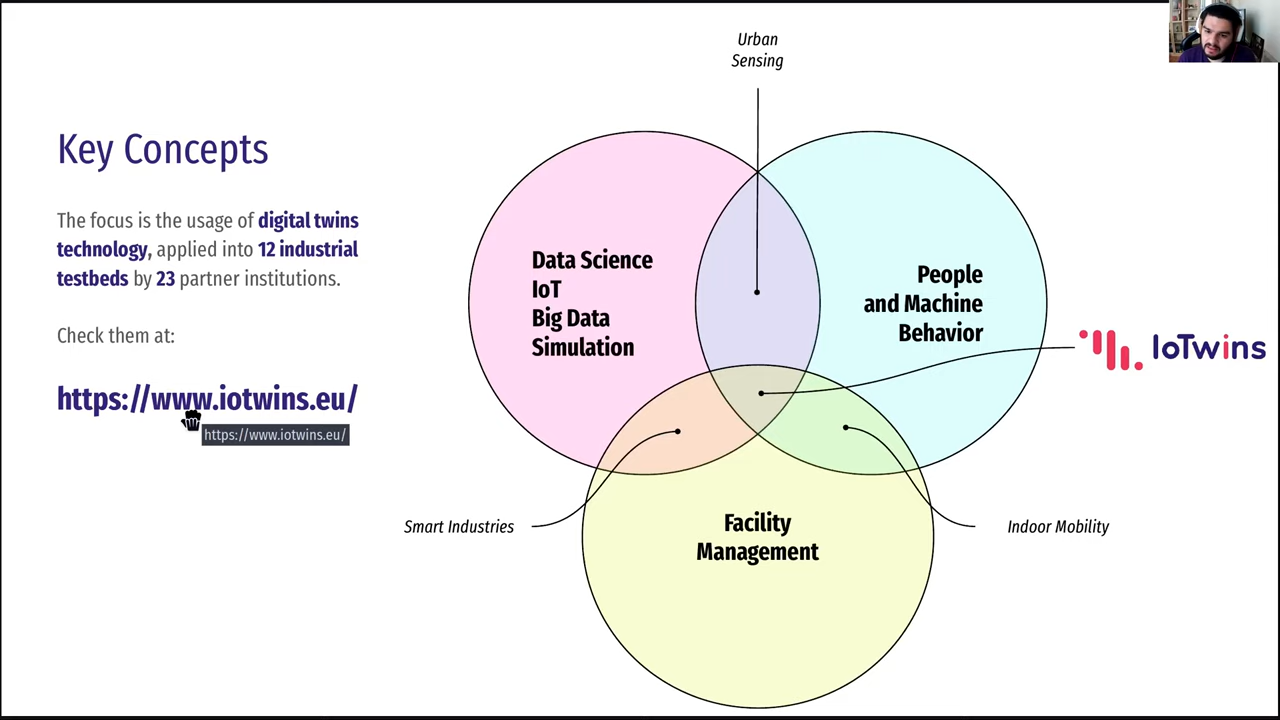 Urban
Sensing
Key Concepts
The focus is the usage of digital twins
technology, applied into 12 industrial
testbeds by 23 partner institutions.
Check them at:
https://www.iotwins.eu/
https://www.iotwins.eu/
Data Science
IoT
Big Data
Simulation
People
and Machine
Behavior
IoTwins
Smart Industries
Facility
Management
Indoor Mobility